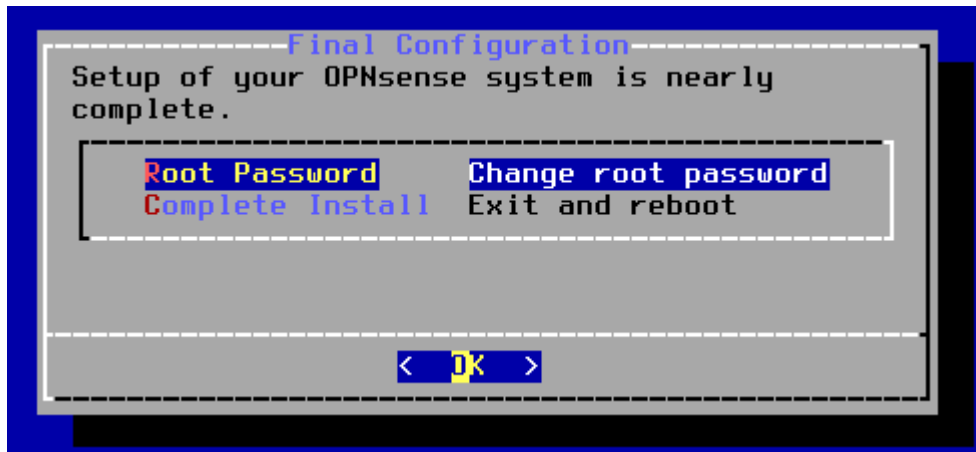 Final Configuration
Setup of your OPNsense system is nearly
complete.
Root Password Change root password
Complete Install Exit and reboot
< OK >